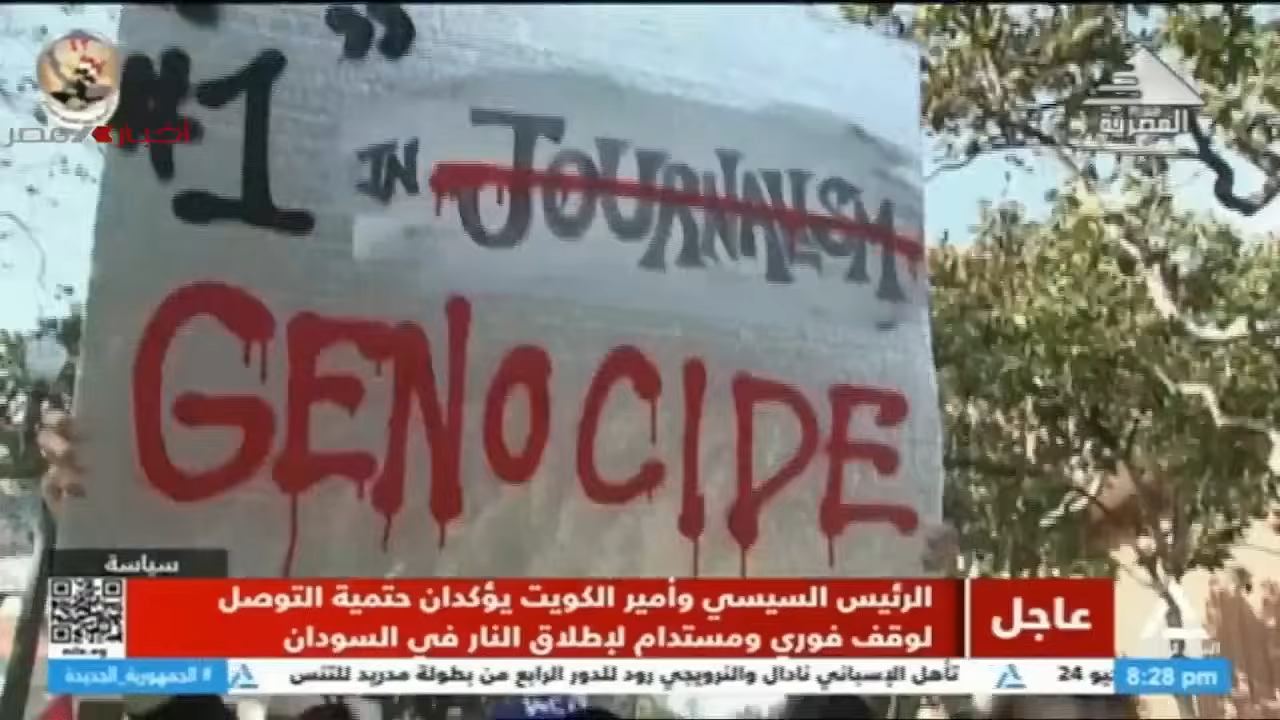 #1"
IN JOURNALISM
GENOCIDE
أخبار مصر
المصرية
سياسة
عاجل
الرئيس السيسي وأمير الكويت يؤكدان حتمية التوصل
لوقف فوري ومستدام لإطلاق النار في السودان
8:28 pm
24
تأهل الإسباني نادال والنرويجي رود للدور الرابع من بطولة مدريد للتنس
#الجمهورية_الجديدة